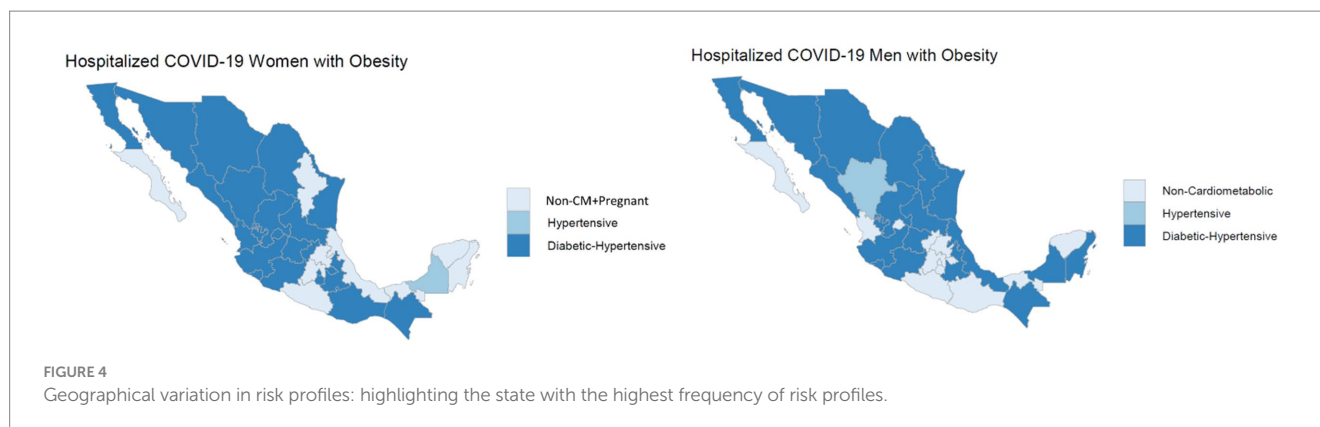 Hospitalized COVID-19 Women with Obesity
Non-CM+Pregnant
Hypertensive
Diabetic-Hypertensive
Hospitalized COVID-19 Men with Obesity
Non-Cardiometabolic
Hypertensive
Diabetic-Hypertensive
FIGURE 4
Geographical variation in risk profiles: highlighting the state with the highest frequency of risk profiles.